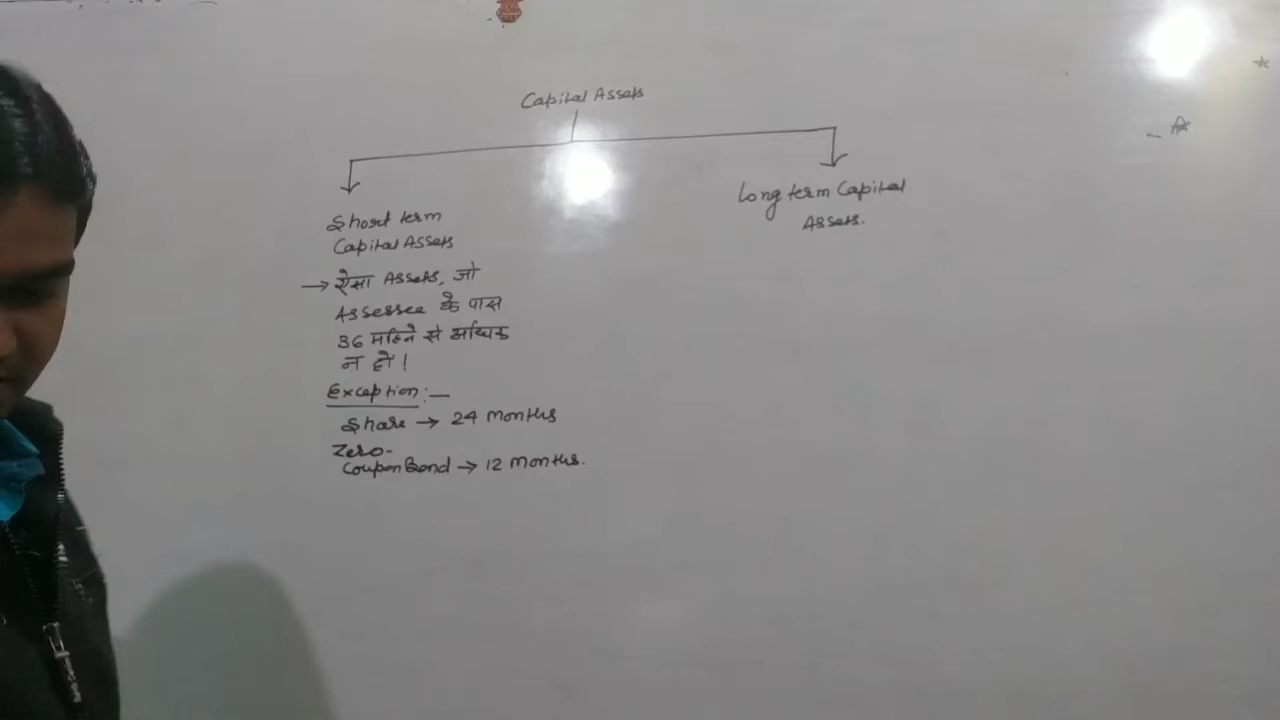 Capital Assets
Short term
Capital Assets
Long term Capital
Assets.
→ ऐसा Assets, जो
Assessee के पास
36 महिने से अधिक
न हो।
Exception:—
Share → 24 Months
Zero-
Coupon Bond → 12 Months.